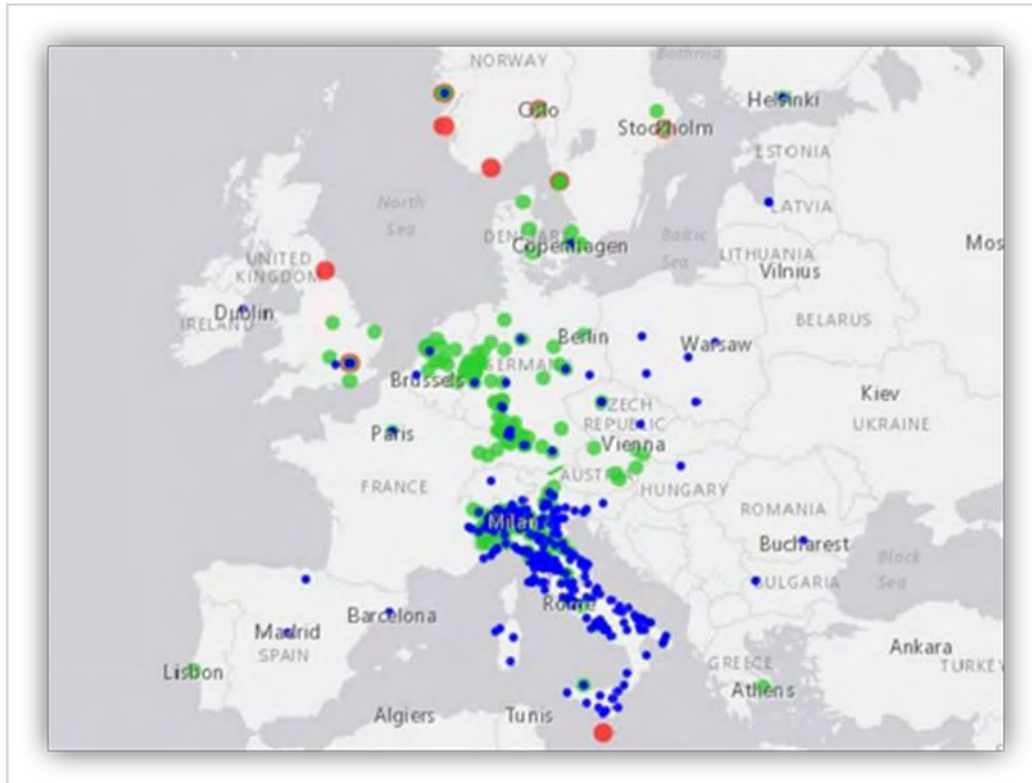 Bothnia
NORWAY
Oslo
Helsinki
Stockholm
ESTONIA
North
Sea
LATVIA
DENMARK
Copenhagen
Baltic
Sea
Mos
UNITED
KINGDOM
LITHUANIA
Vilnius
Dublin
IRELAND
BELARUS
Berlin
Warsaw
GERMANY
Brussels
Kiev
CZECH
REPUBLIC
UKRAINE
Paris
Vienna
AUSTRIA
FRANCE
HUNGARY
ROMANIA
Milan
Bucharest
Black
Sea
BULGARIA
Rome
Barcelona
Madrid
SPAIN
Ankara
Lisbon
GREECE
TURKEY
Athens
Algiers
Tunis